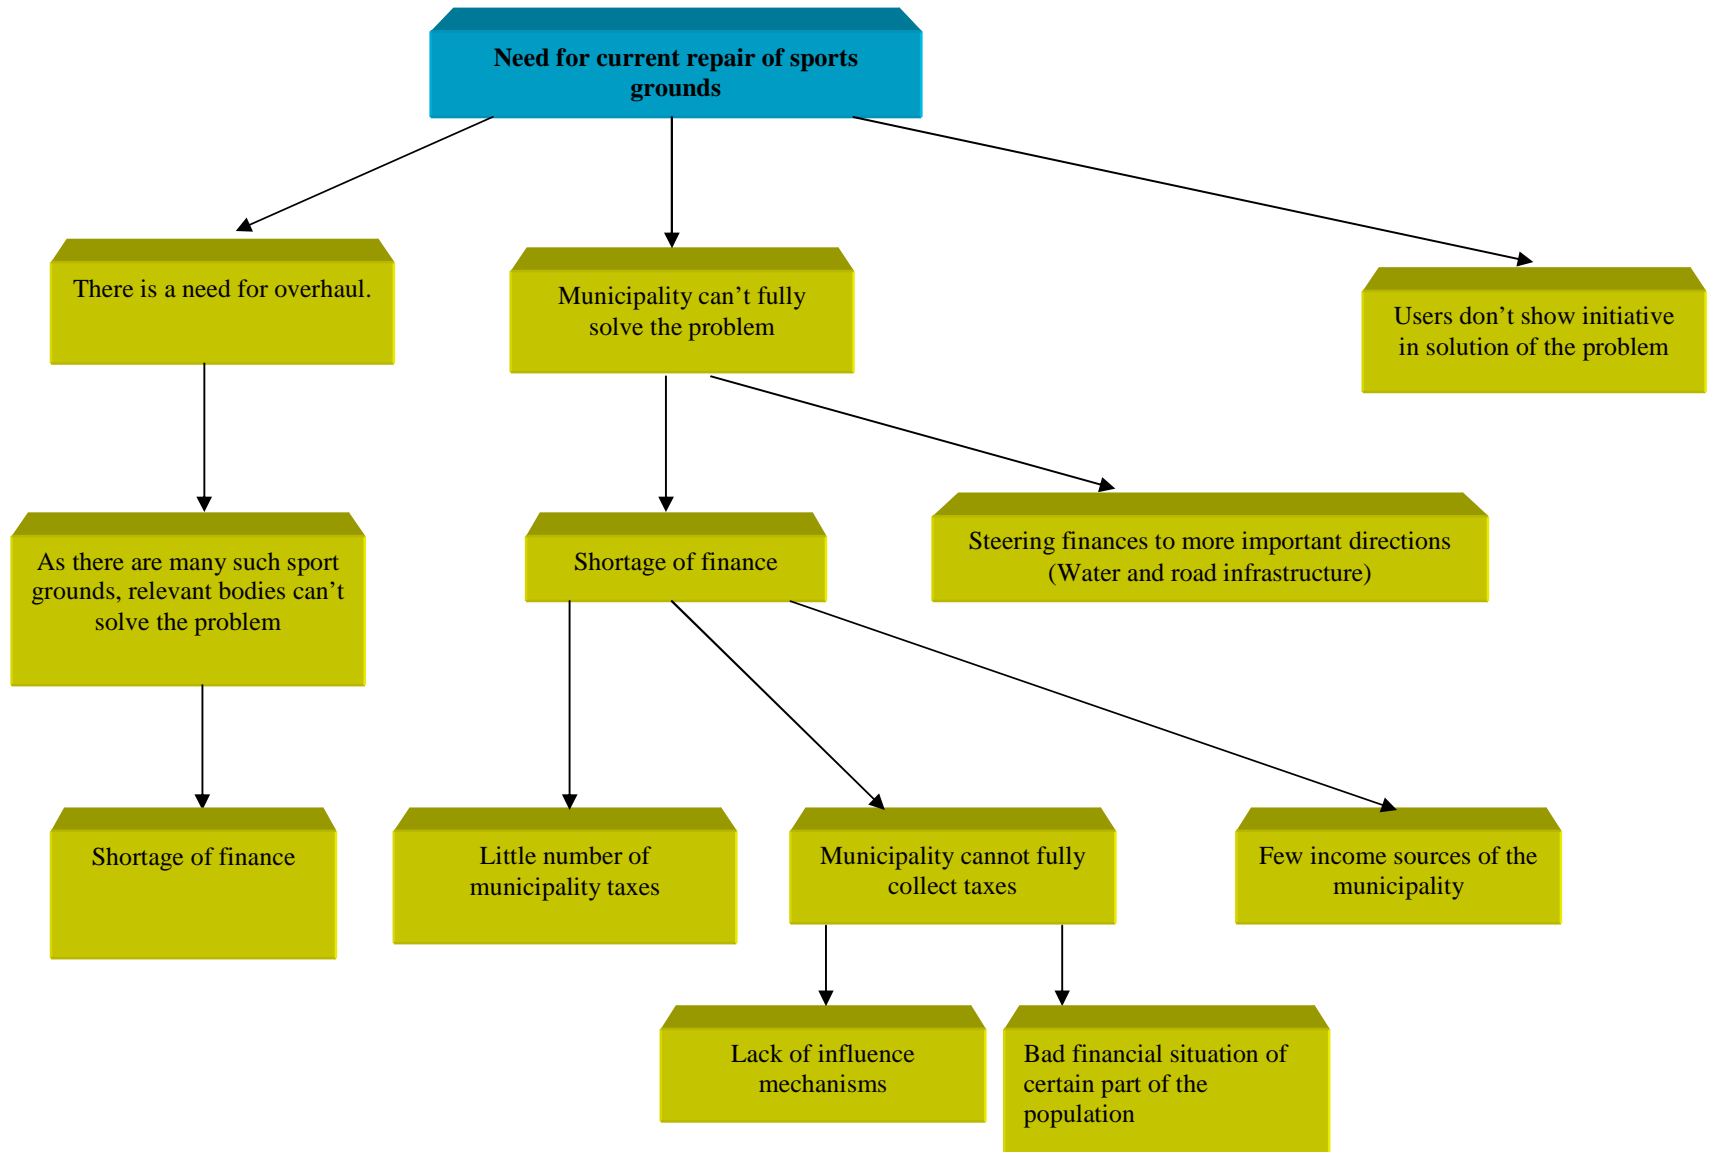 Need for current repair of sports
grounds
There is a need for overhaul.
Municipality can’t fully
solve the problem
Users don’t show initiative
in solution of the problem
As there are many such sport
grounds, relevant bodies can’t
solve the problem
Shortage of finance
Steering finances to more important directions
(Water and road infrastructure)
Shortage of finance
Little number of
municipality taxes
Municipality cannot fully
collect taxes
Few income sources of the
municipality
Lack of influence
mechanisms
Bad financial situation of
certain part of the
population